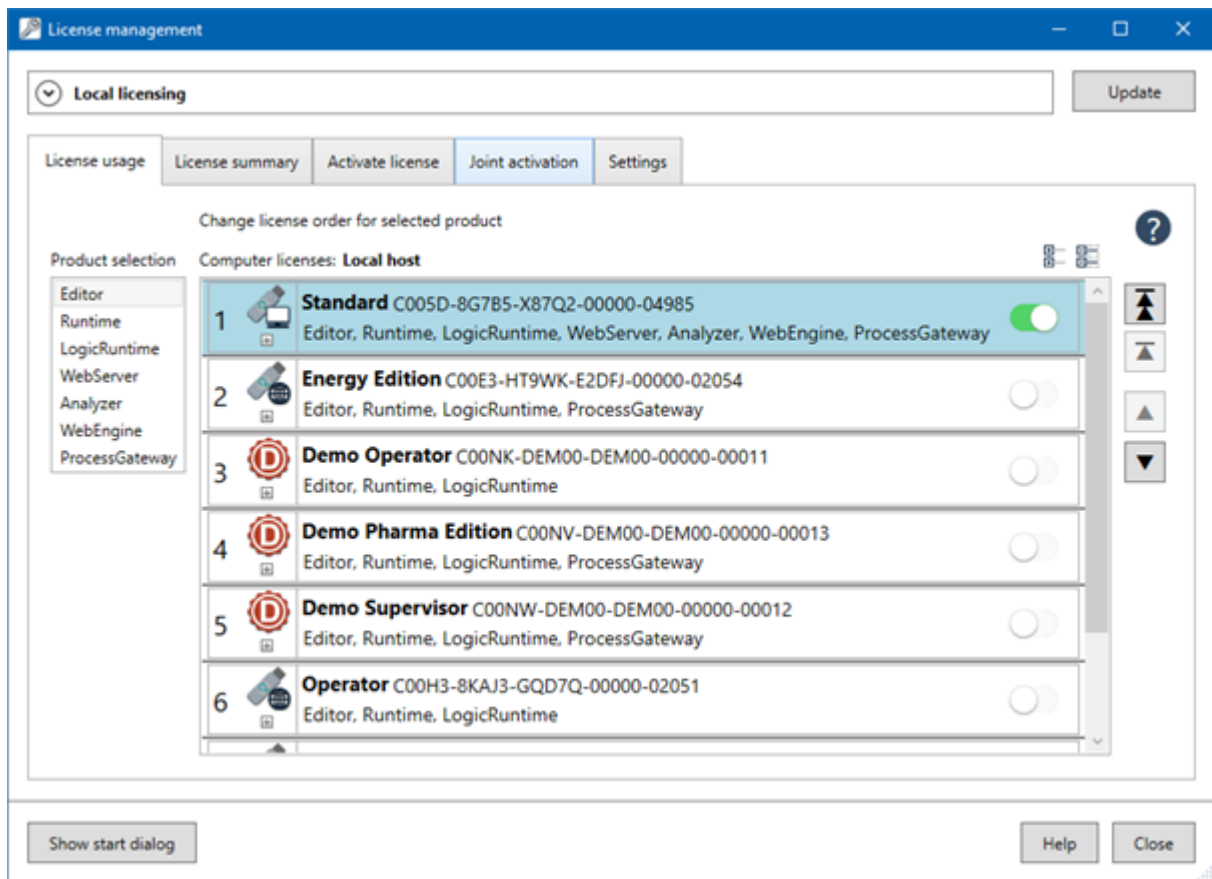 License management
Local licensing
Update
License usage
License summary
Activate license
Joint activation
Settings
Change license order for selected product
?
Product selection
Computer licenses: Local host
Editor
Runtime
LogicRuntime
WebServer
Analyzer
WebEngine
ProcessGateway
1
Standard C005D-8G7B5-X87Q2-00000-04985
Editor, Runtime, LogicRuntime, WebServer, Analyzer, WebEngine, ProcessGateway
2
Energy Edition C00E3-HT9WK-E2DFJ-00000-02054
Editor, Runtime, LogicRuntime, ProcessGateway
3
D
Demo Operator C00NK-DEM00-DEM00-00000-00011
Editor, Runtime, LogicRuntime
4
D
Demo Pharma Edition C00NV-DEM00-DEM00-00000-00013
Editor, Runtime, LogicRuntime, ProcessGateway
5
D
Demo Supervisor C00NW-DEM00-DEM00-00000-00012
Editor, Runtime, LogicRuntime, ProcessGateway
6
Operator C00H3-8KAJ3-GQD7Q-00000-02051
Editor, Runtime, LogicRuntime
Show start dialog
Help
Close